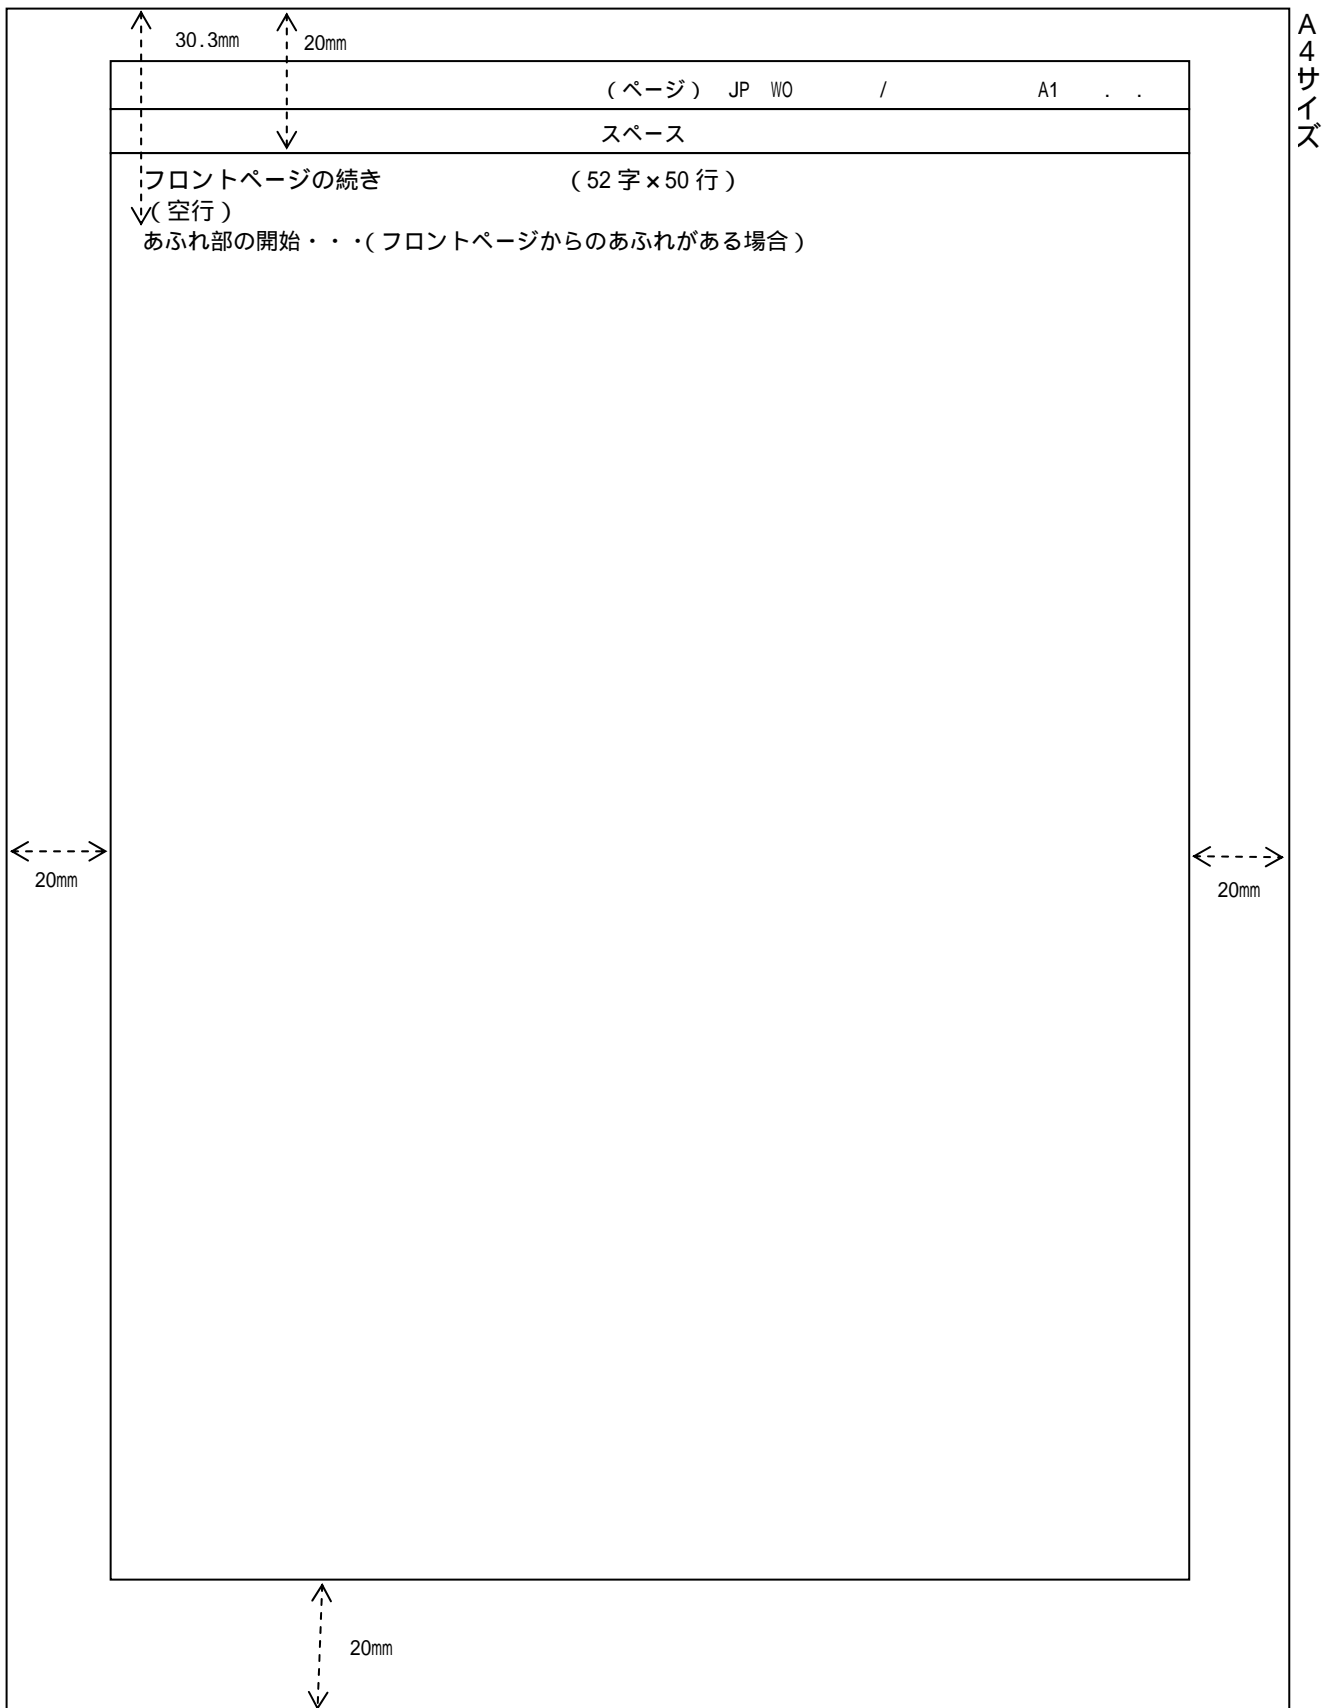 30.3㎜
20㎜
A4サイズ
(ページ) JP WO / A1 . .
スペース
フロントページの続き (52字×50行)
(空行)
あふれ部の開始・・・(フロントページからのあふれがある場合)
20㎜
20㎜
20㎜